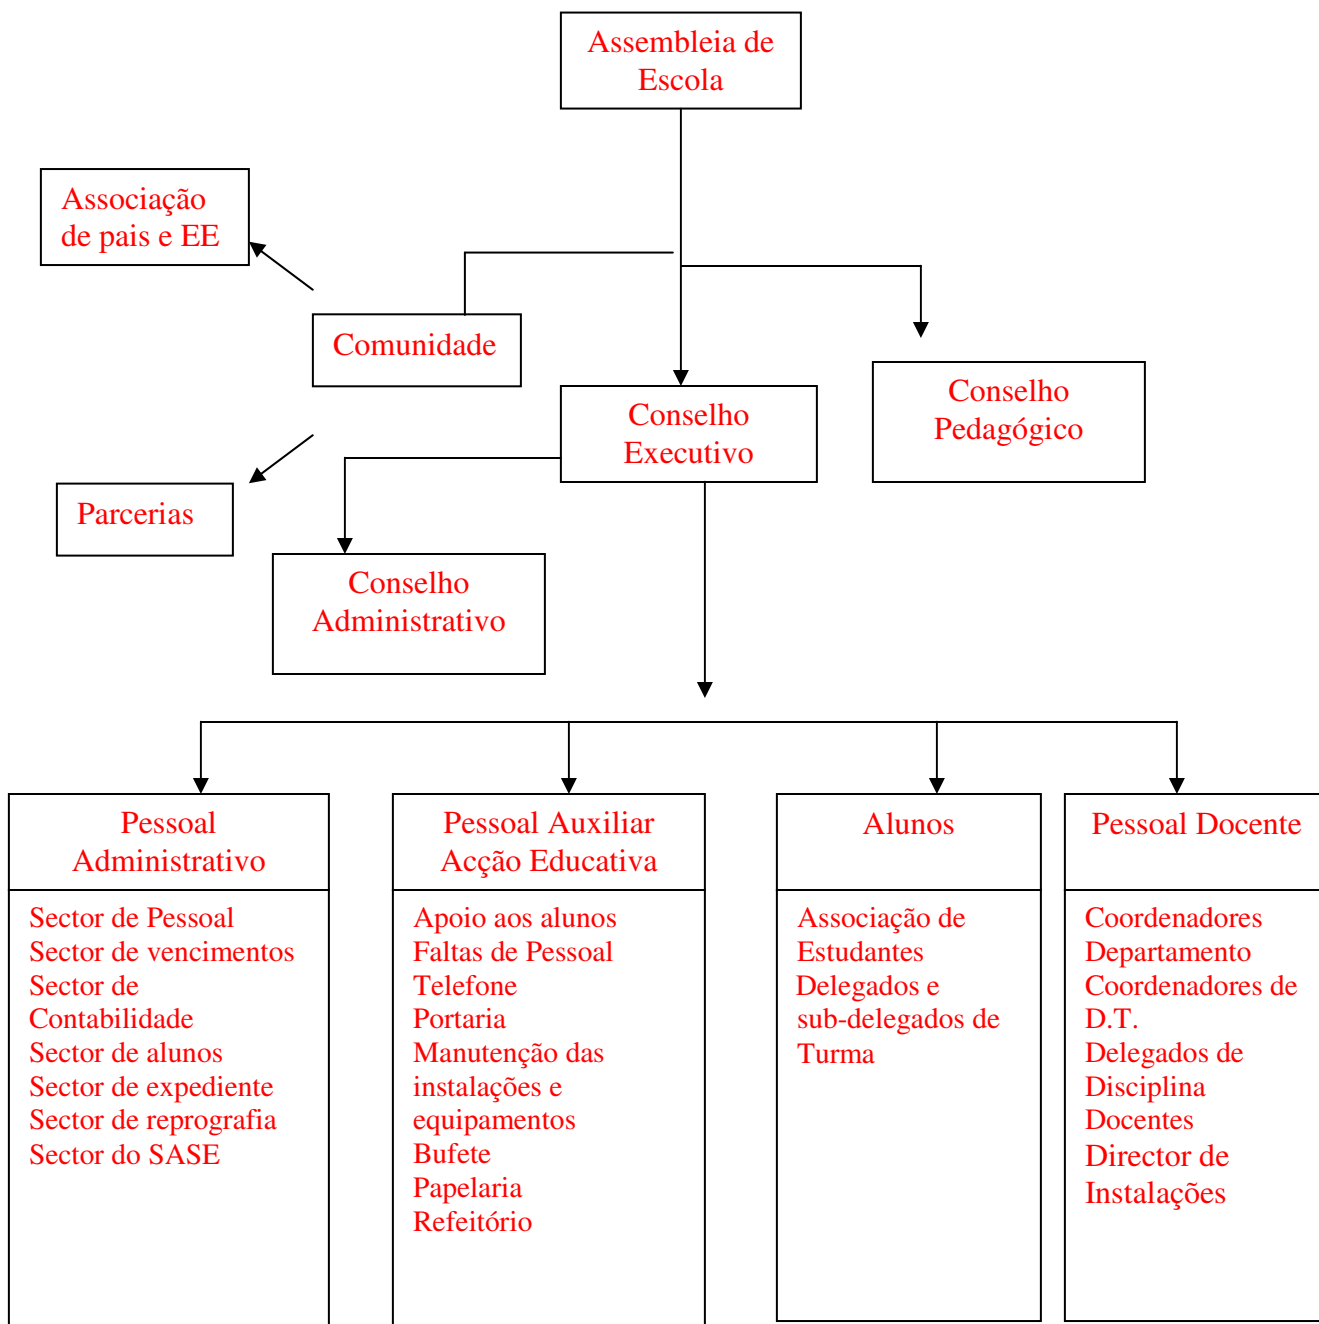 Assembleia de
Escola
Associação
de pais e EE
Comunidade
Conselho
Executivo
Conselho
Pedagógico
Parcerias
Conselho
Administrativo
Pessoal
Administrativo
Sector de Pessoal
Sector de vencimentos
Sector de
Contabilidade
Sector de alunos
Sector de expediente
Sector de reprografia
Sector do SASE
Pessoal Auxiliar
Acção Educativa
Apoio aos alunos
Faltas de Pessoal
Telefone
Portaria
Manutenção das
instalações e
equipamentos
Bufete
Papelaria
Refeitório
Alunos
Associação de
Estudantes
Delegados e
sub-delegados de
Turma
Pessoal Docente
Coordenadores
Departamento
Coordenadores de
D.T.
Delegados de
Disciplina
Docentes
Director de
Instalações